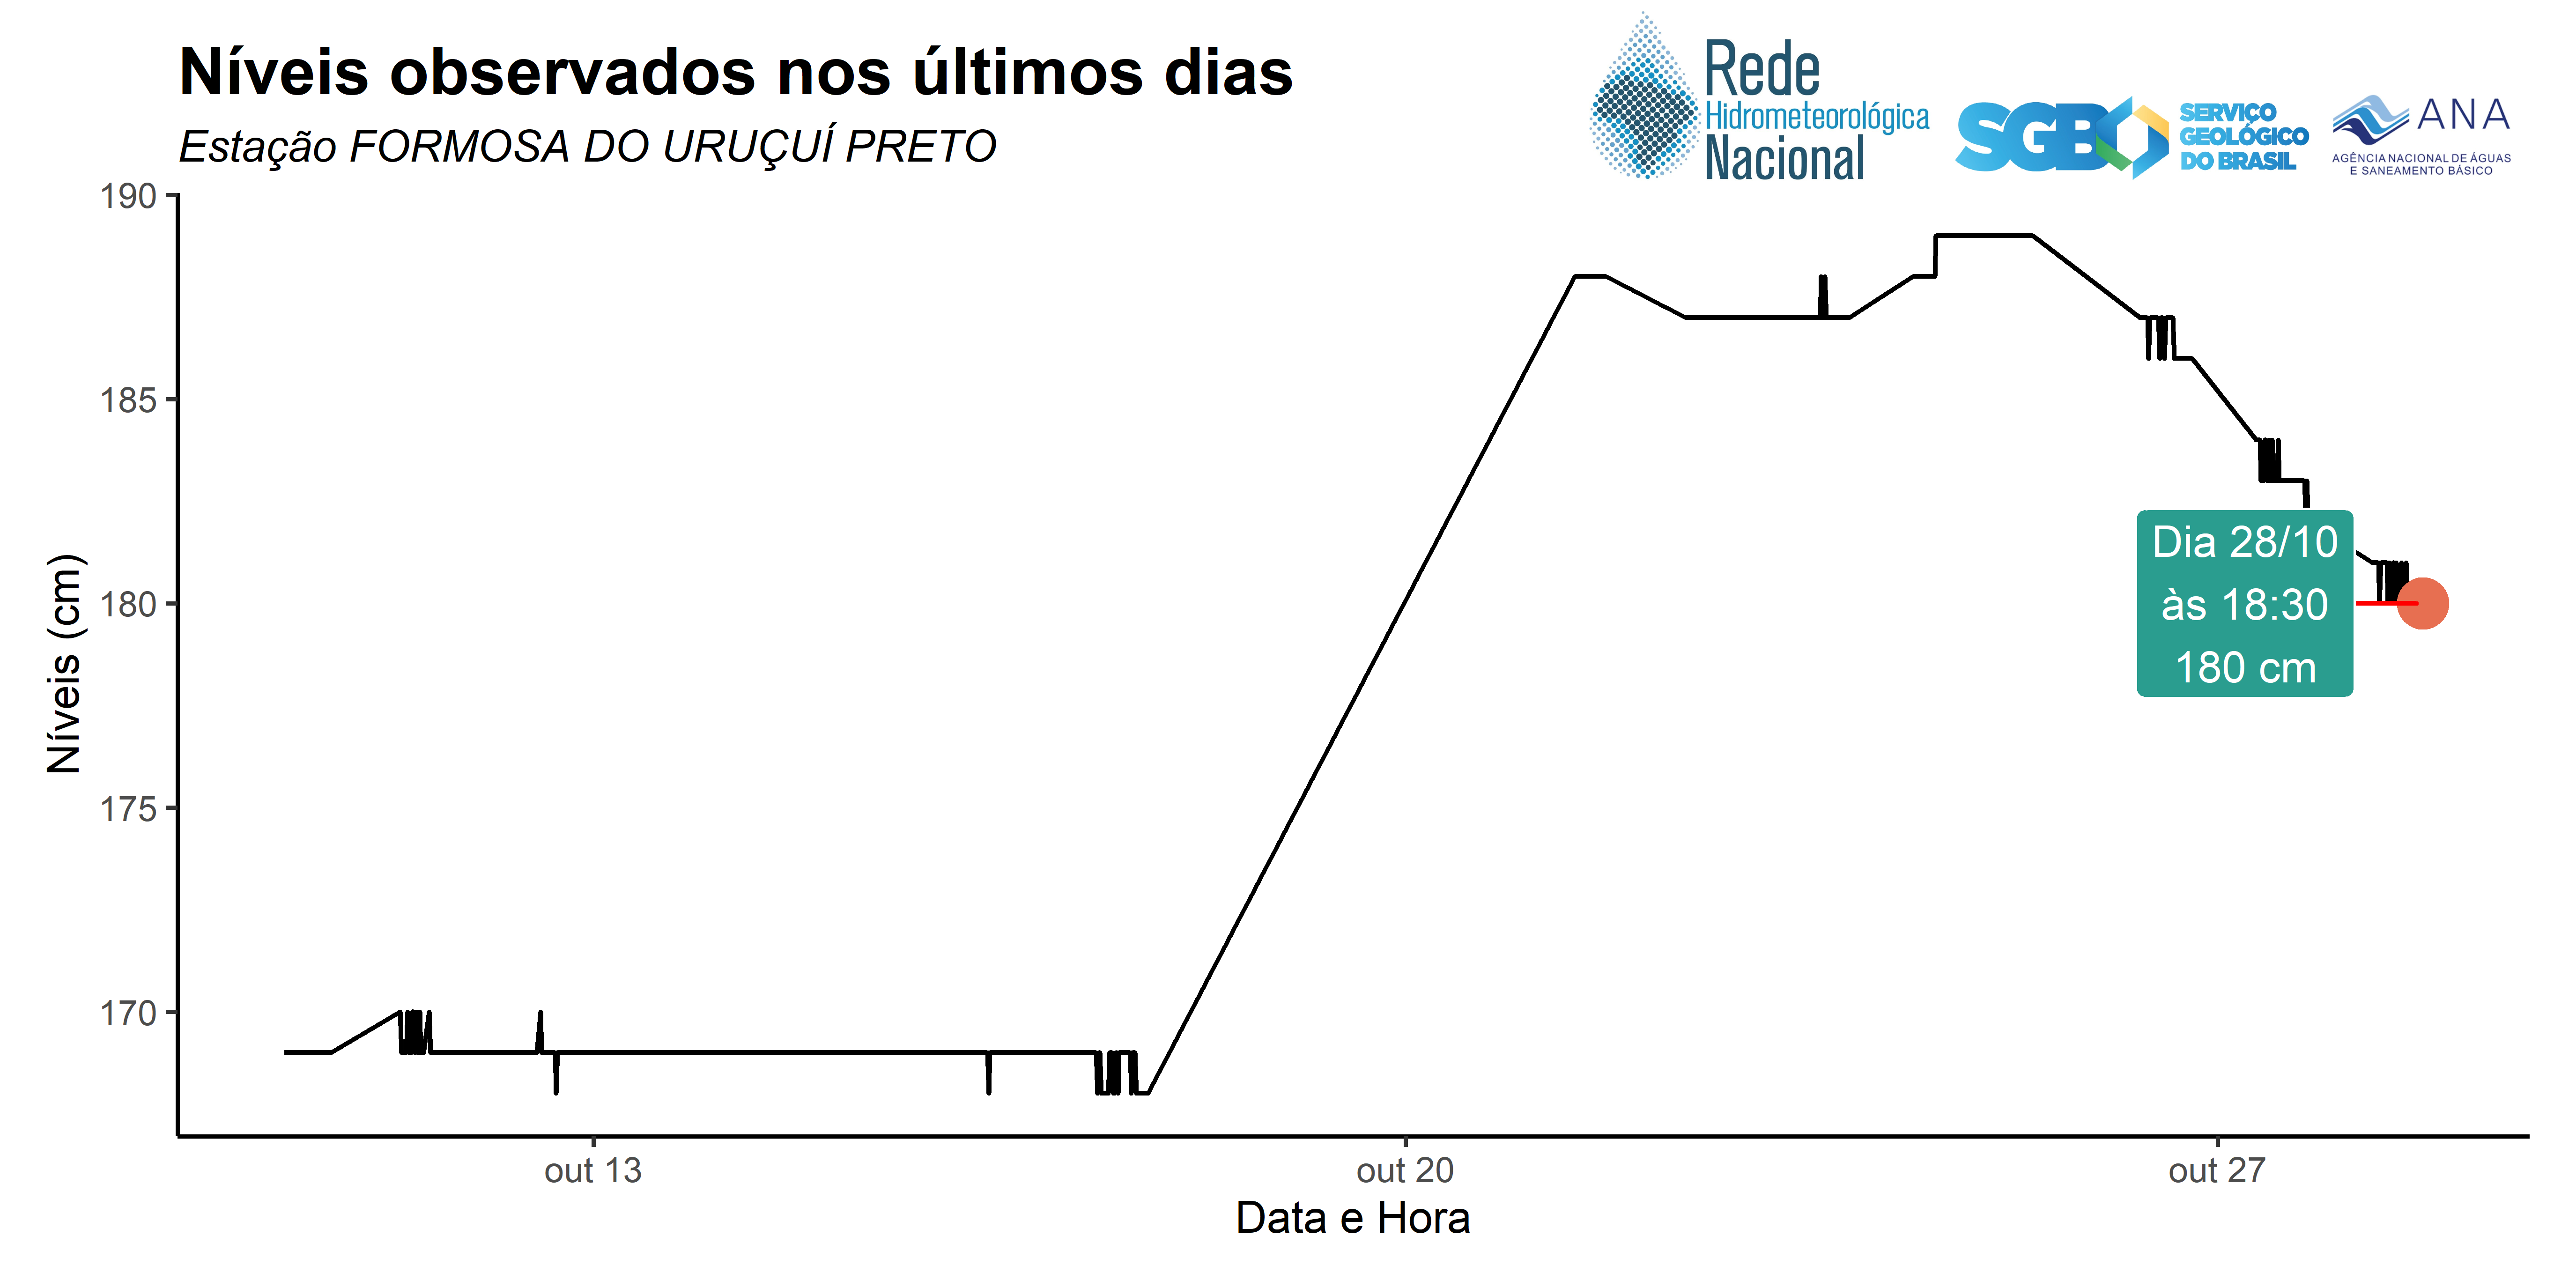 Níveis observados nos últimos dias
Estação FORMOSA DO URUÇUÍ PRETO
Rede
Hidrometeorológica
Nacional
SGB
SERVIÇO
GEOLÓGICO
DO BRASIL
ANA
AGÊNCIA NACIONAL DE ÁGUAS
E SANEAMENTO BÁSICO
190
185
180
175
170
Níveis (cm)
Dia 28/10
às 18:30
180 cm
out 13
out 20
out 27
Data e Hora